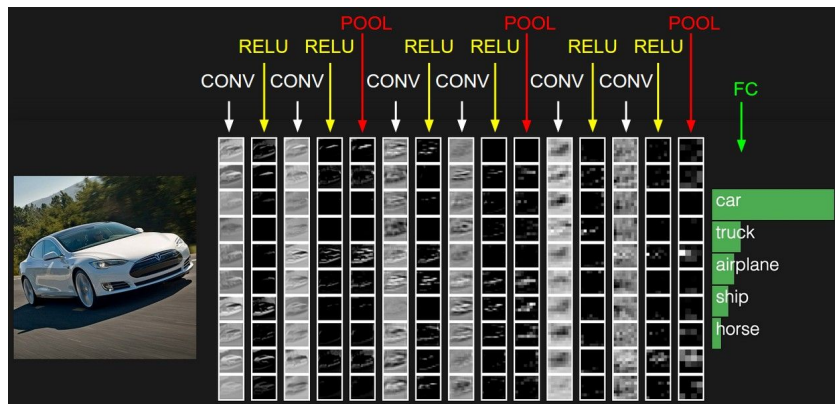 POOL POOL POOL
RELU RELU RELU RELU RELU RELU
CONV CONV CONV CONV CONV CONV
FC
car
truck
airplane
ship
horse